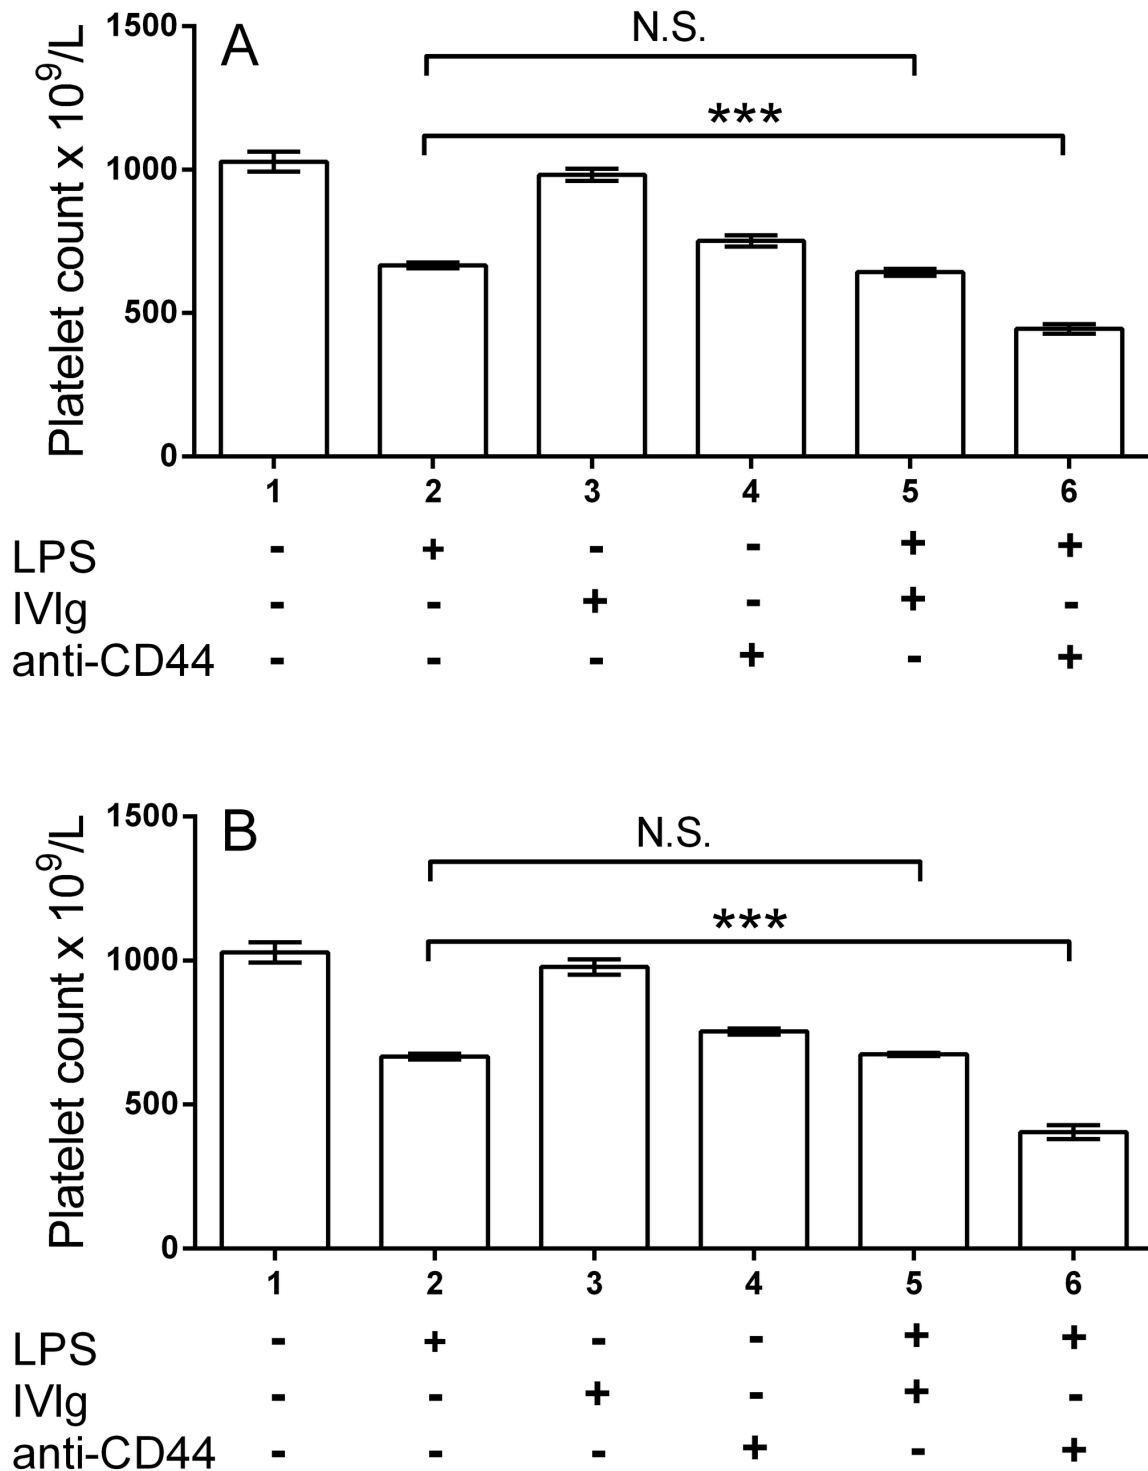 A
N.S.
***
Platelet count x 10⁹/L
1500
1000
500
0
1 2 3 4 5 6
LPS - + - - + +
IVIg - - + - + -
anti-CD44 - - - + - +
B
N.S.
***
Platelet count x 10⁹/L
1500
1000
500
0
1 2 3 4 5 6
LPS - + - - + +
IVIg - - + - + -
anti-CD44 - - - + - +